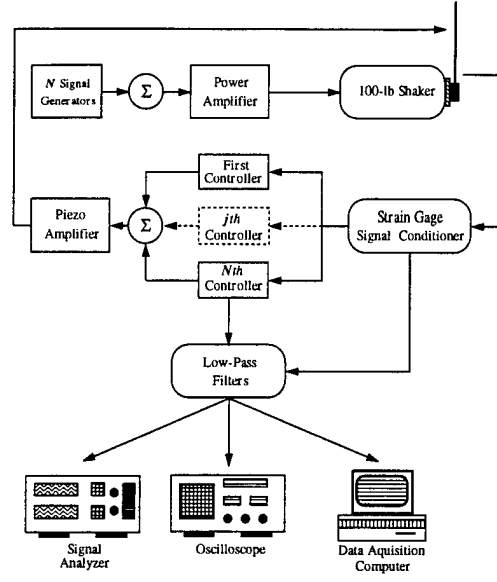 N Signal
Generators
Σ
Power
Amplifier
100-lb Shaker
First
Controller
Piezo
Amplifier
Σ
jth
Controller
Strain Gage
Signal Conditioner
Nth
Controller
Low-Pass
Filters
Signal
Analyzer
Oscilloscope
Data Aquisition
Computer